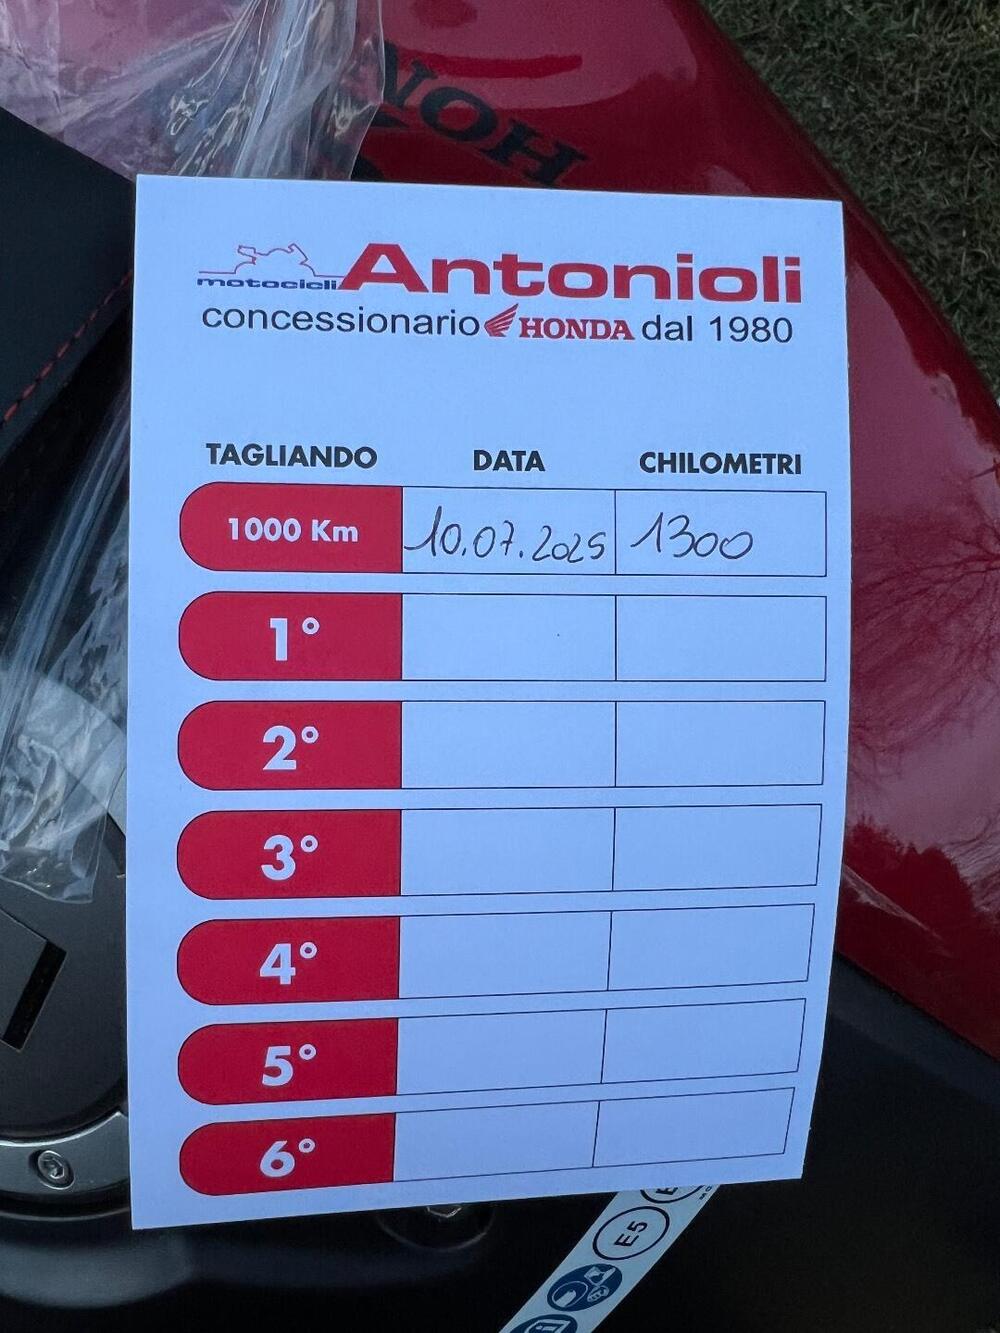 HON
motocicli Antonioli
concessionario HONDA dal 1980
TAGLIANDO DATA CHILOMETRI
1000 Km 10.07.2025 1300
1°
2°
3°
4°
5°
6°
E5